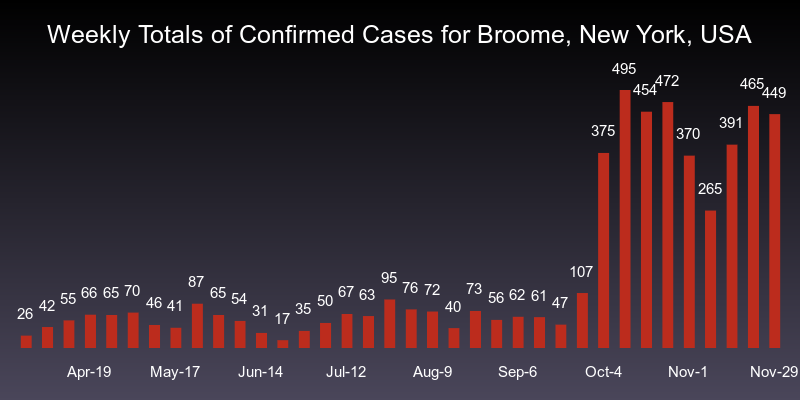 Weekly Totals of Confirmed Cases for Broome, New York, USA
26 42 55 66 65 70 46 41 87 65 54 31 17 35 50 67 63 95 76 72 40 73 56 62 61 47 107 375 495 454 472 370 265 391 465 449
Apr-19 May-17 Jun-14 Jul-12 Aug-9 Sep-6 Oct-4 Nov-1 Nov-29